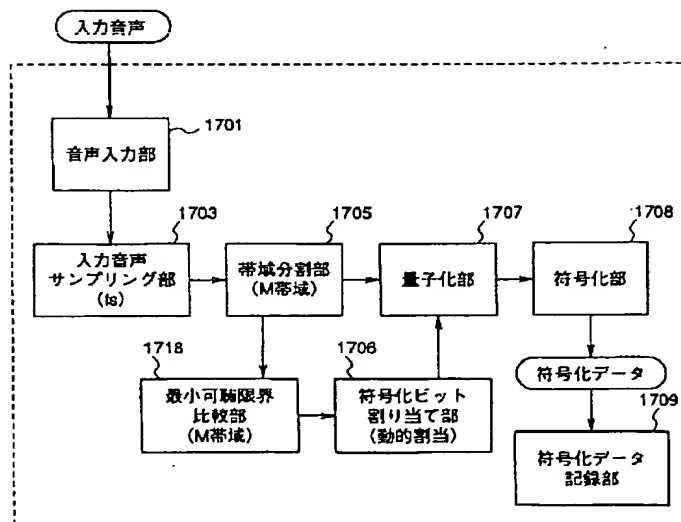 入力音声
1701
音声入力部
1703
入力音声
サンプリング部
(fs)
1705
帯域分割部
(M帯域)
1707
量子化部
1708
符号化部
1718
最小可聴限界
比較部
(M帯域)
1706
符号化ビット
割り当て部
(動的割当)
符号化データ
1709
符号化データ
記録部